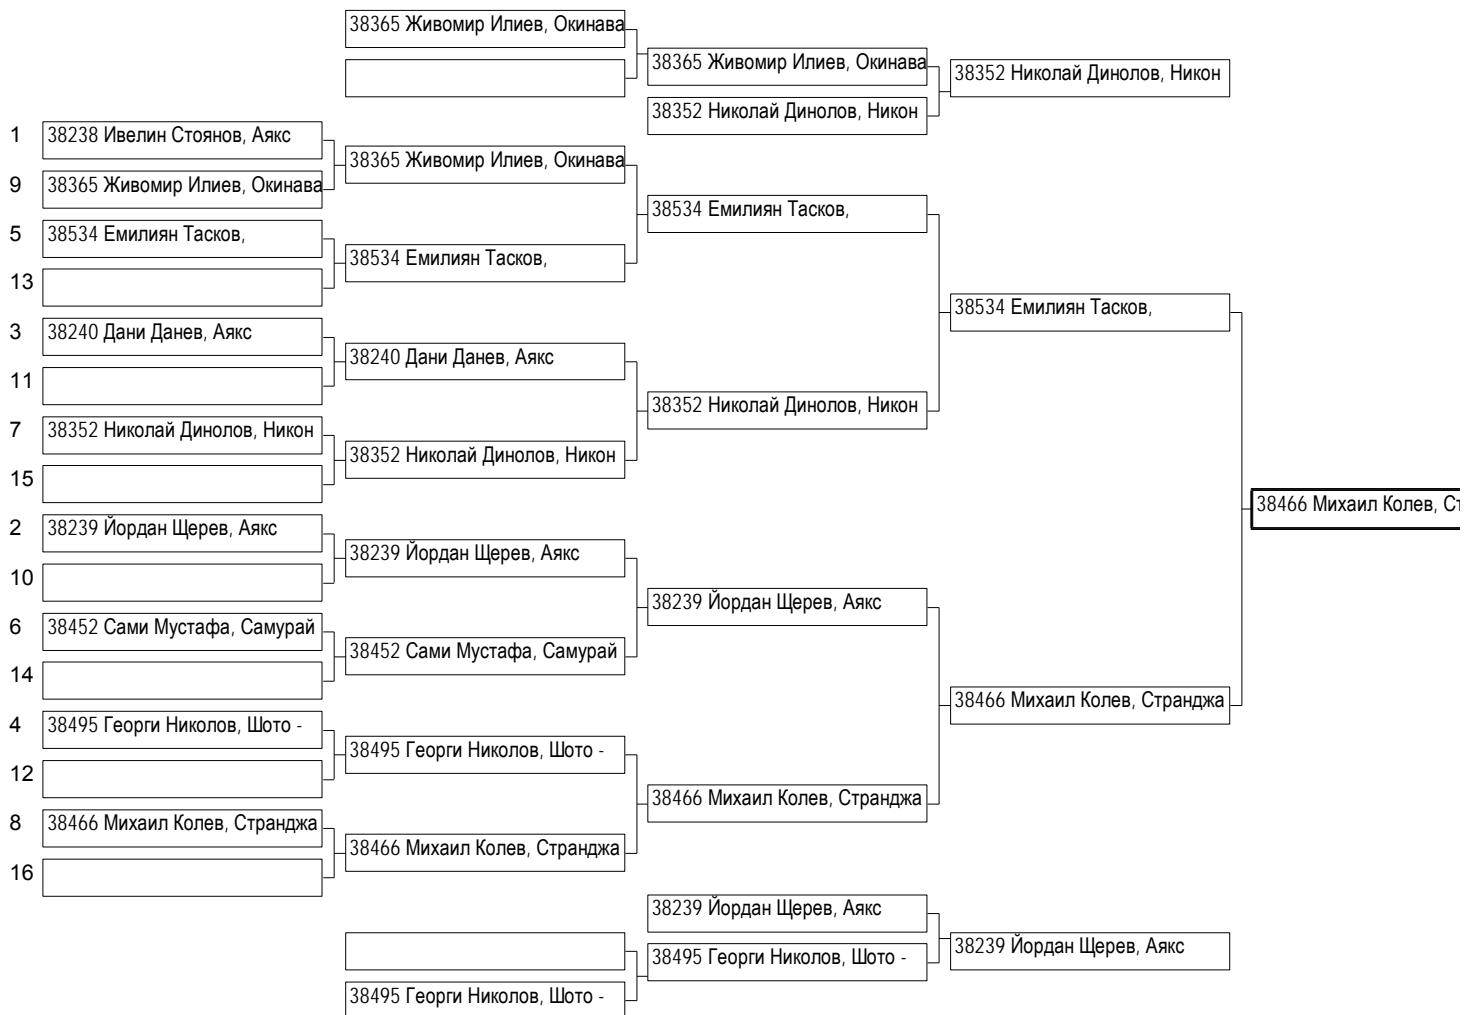 38365 Живомир Илиев, Окинава
38365 Живомир Илиев, Окинава
38352 Николай Динолов, Никон
38352 Николай Динолов, Никон
1 38238 Ивелин Стоянов, Аякс
9 38365 Живомир Илиев, Окинава
5 38534 Емилиян Тасков,
13
3 38240 Дани Данев, Аякс
11
7 38352 Николай Динолов, Никон
15
2 38239 Йордан Щерев, Аякс
10
6 38452 Сами Мустафа, Самурай
14
4 38495 Георги Николов, Шото -
12
8 38466 Михаил Колев, Странджа
16
38365 Живомир Илиев, Окинава
38534 Емилиян Тасков,
38240 Дани Данев, Аякс
38352 Николай Динолов, Никон
38239 Йордан Щерев, Аякс
38452 Сами Мустафа, Самурай
38495 Георги Николов, Шото -
38466 Михаил Колев, Странджа
38534 Емилиян Тасков,
38352 Николай Динолов, Никон
38239 Йордан Щерев, Аякс
38466 Михаил Колев, Странджа
38534 Емилиян Тасков,
38466 Михаил Колев, Странджа
38466 Михаил Колев, Ст
38495 Георги Николов, Шото -
38239 Йордан Щерев, Аякс
38495 Георги Николов, Шото -
38239 Йордан Щерев, Аякс